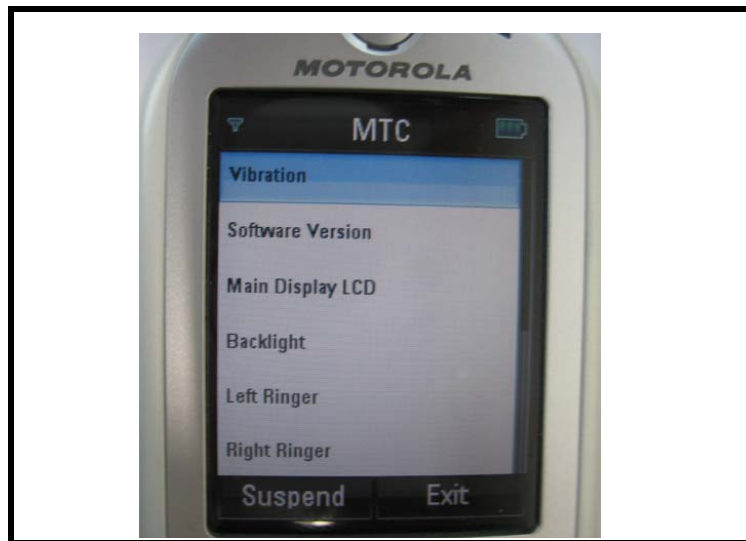 MOTOROLA
MTC
Vibration
Software Version
Main Display LCD
Backlight
Left Ringer
Right Ringer
Suspend Exit